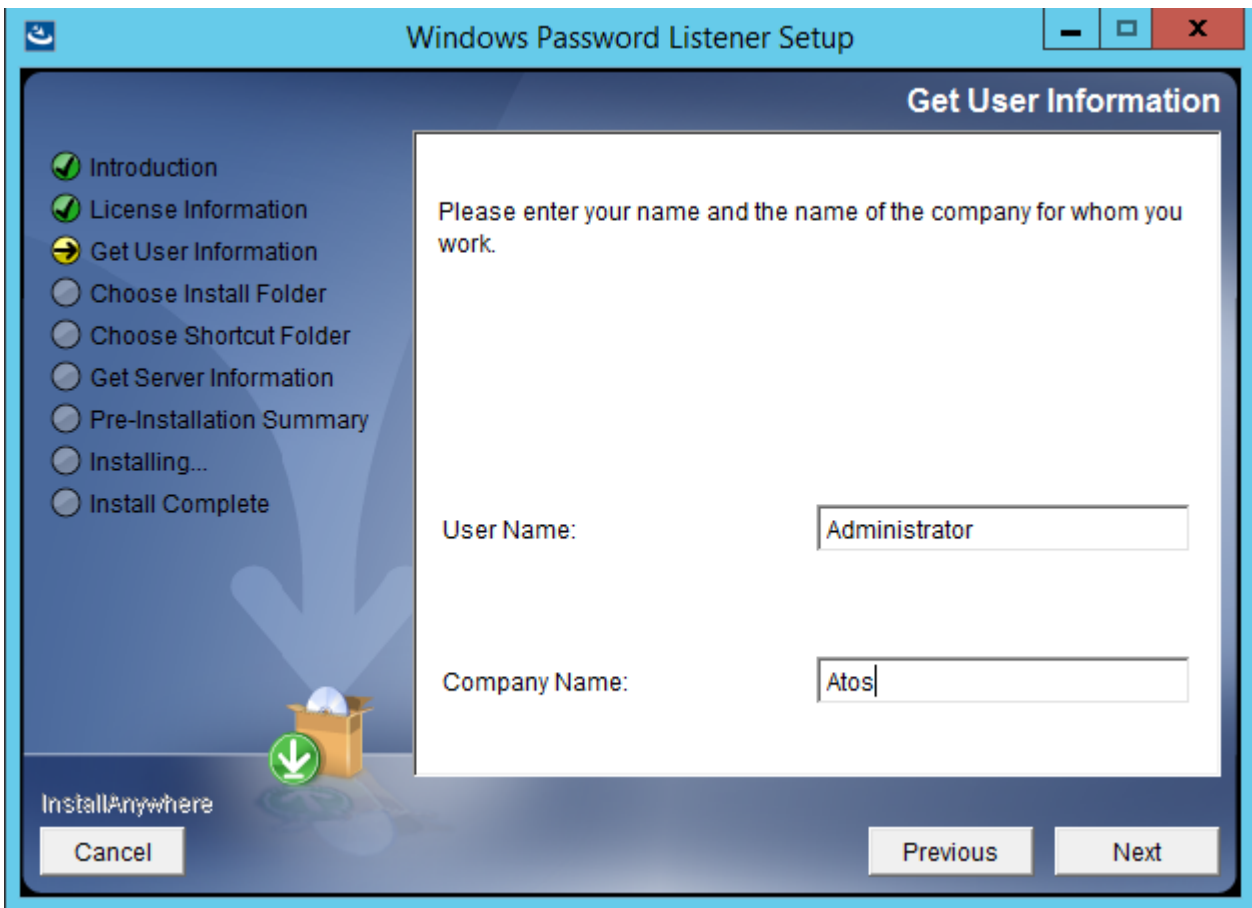 Windows Password Listener Setup
Get User Information
Introduction
License Information
Get User Information
Choose Install Folder
Choose Shortcut Folder
Get Server Information
Pre-Installation Summary
Installing...
Install Complete
Please enter your name and the name of the company for whom you
work.
User Name:
Administrator
Company Name:
Atos
InstallAnywhere
Cancel
Previous
Next